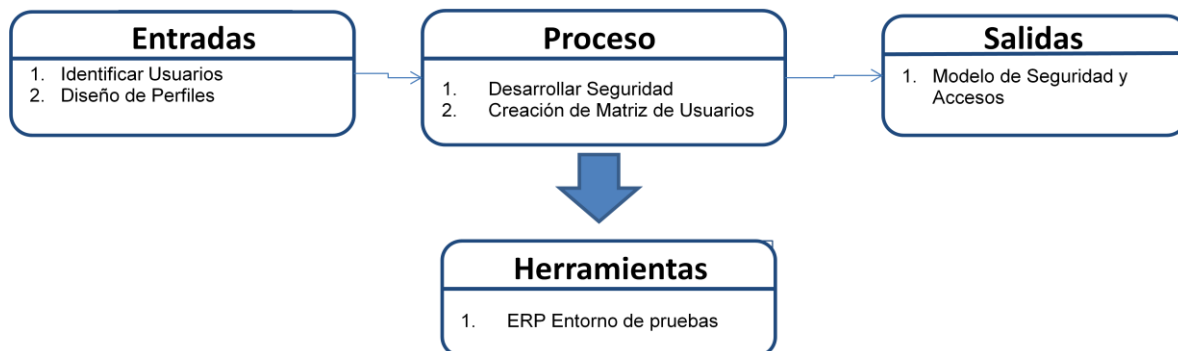 Entradas
1. Identificar Usuarios
2. Diseño de Perfiles
Proceso
1. Desarrollar Seguridad
2. Creación de Matriz de Usuarios
Salidas
1. Modelo de Seguridad y
Accesos
Herramientas
1. ERP Entorno de pruebas